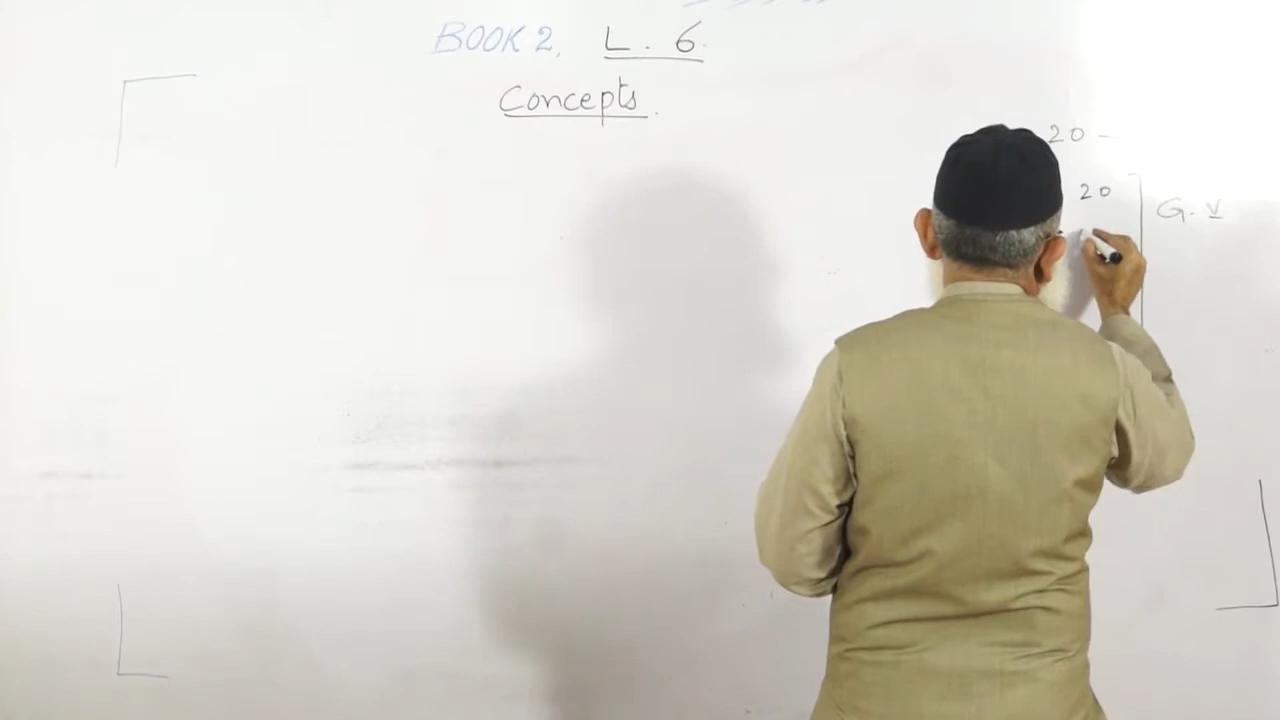 BOOK 2, L. 6.
Concepts.
20 –
20
G. V